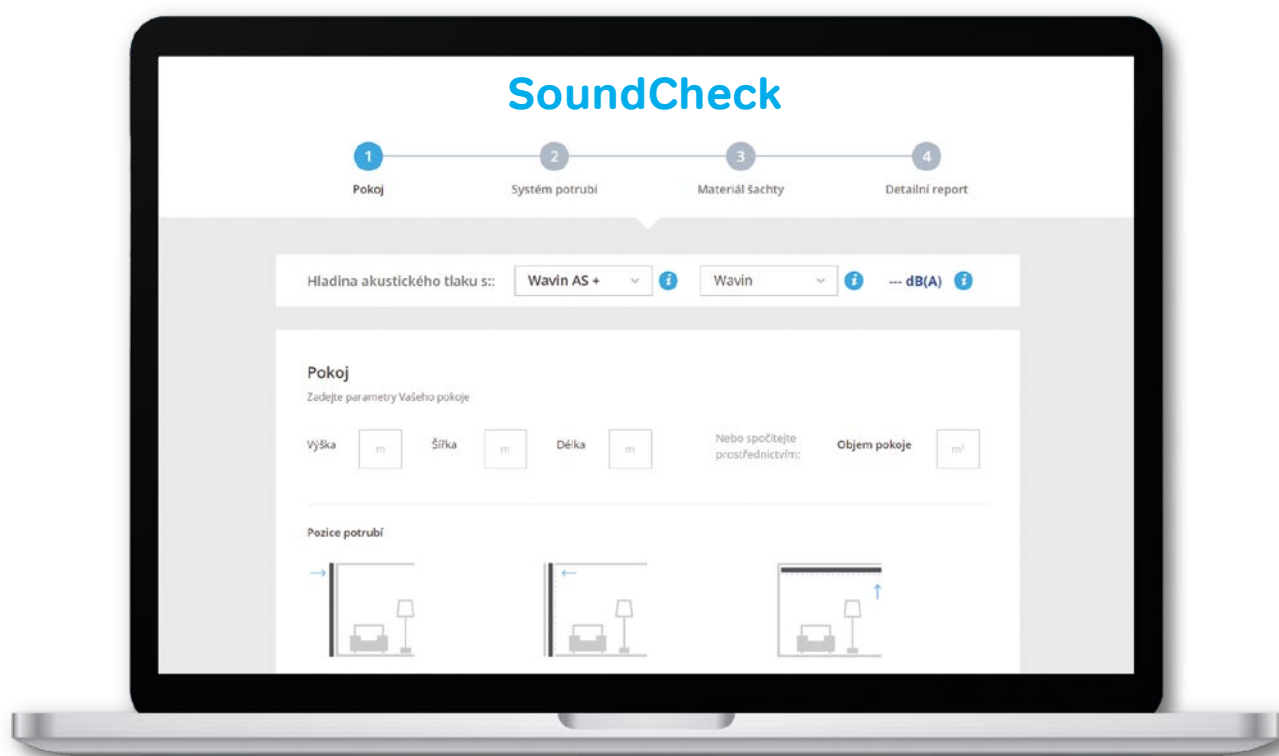 SoundCheck
1 2 3 4
Pokoj Systém potrubí Materiál šachty Detailní report
Hladina akustického tlaku s:: Wavin AS + i Wavin i --- dB(A) i
Pokoj
Zadejte parametry Vašeho pokoje
Výška m Šířka m Délka m Nebo spočítejte prostřednictvím: Objem pokoje m³
Pozice potrubí